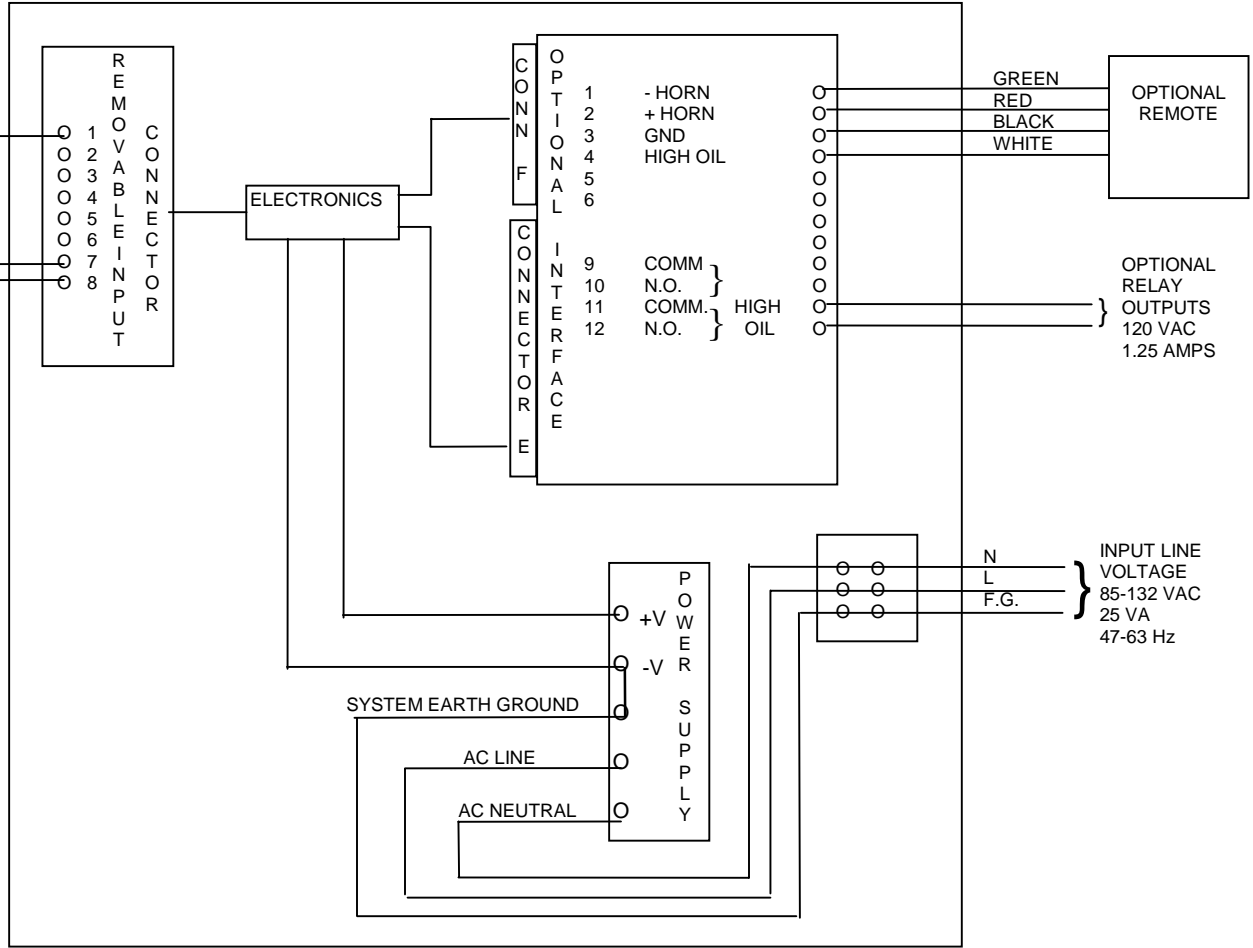 REMOVABLE INPUT
CONNECTOR
1
2
3
4
5
6
7
8
ELECTRONICS
CONN F
CONNECTOR E
OPTIONAL INTERFACE
1 - HORN
2 + HORN
3 GND
4 HIGH OIL
5
6
9 COMM
10 N.O. }
11 COMM. HIGH
12 N.O. } OIL
GREEN
RED
BLACK
WHITE
OPTIONAL
REMOTE
}
OPTIONAL
RELAY
OUTPUTS
120 VAC
1.25 AMPS
POWER SUPPLY
+V
-V
SYSTEM EARTH GROUND
AC LINE
AC NEUTRAL
N
L
F.G.
}
INPUT LINE
VOLTAGE
85-132 VAC
25 VA
47-63 Hz